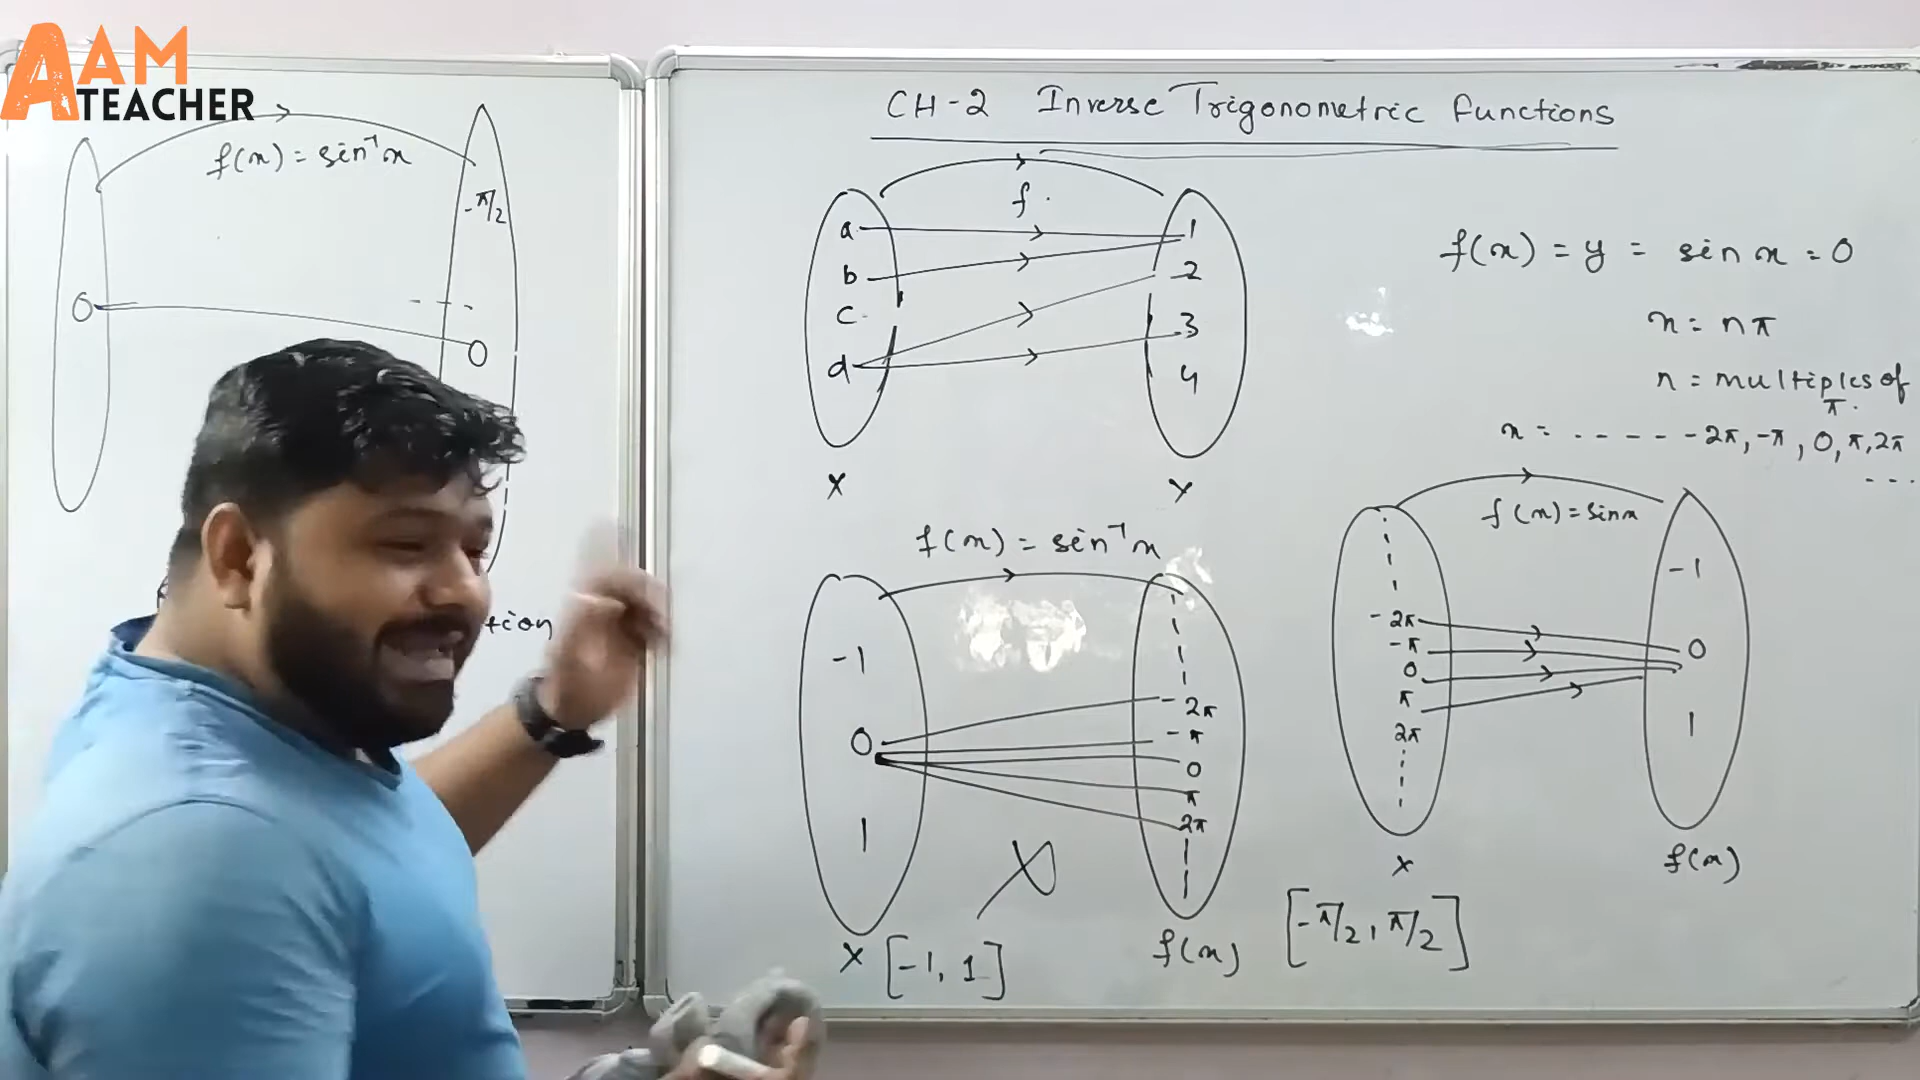 AAM
TEACHER
f(x) = sin⁻¹x
-π/2
0
0
CH-2 Inverse Trigonometric Functions
f
a
b
c
d
1
2
3
4
X
Y
f(x) = y = sin x = 0
x = nπ
x = multiples of
π.
x = ----- -2π, -π, 0, π, 2π
---
f(x) = sin⁻¹x
-1
0
1
-2π
-π
0
π
2π
X [-1, 1]
f(x)
f(x) = sinx
-2π
-π
0
π
2π
-1
0
1
X
f(x)
[-π/2, π/2]